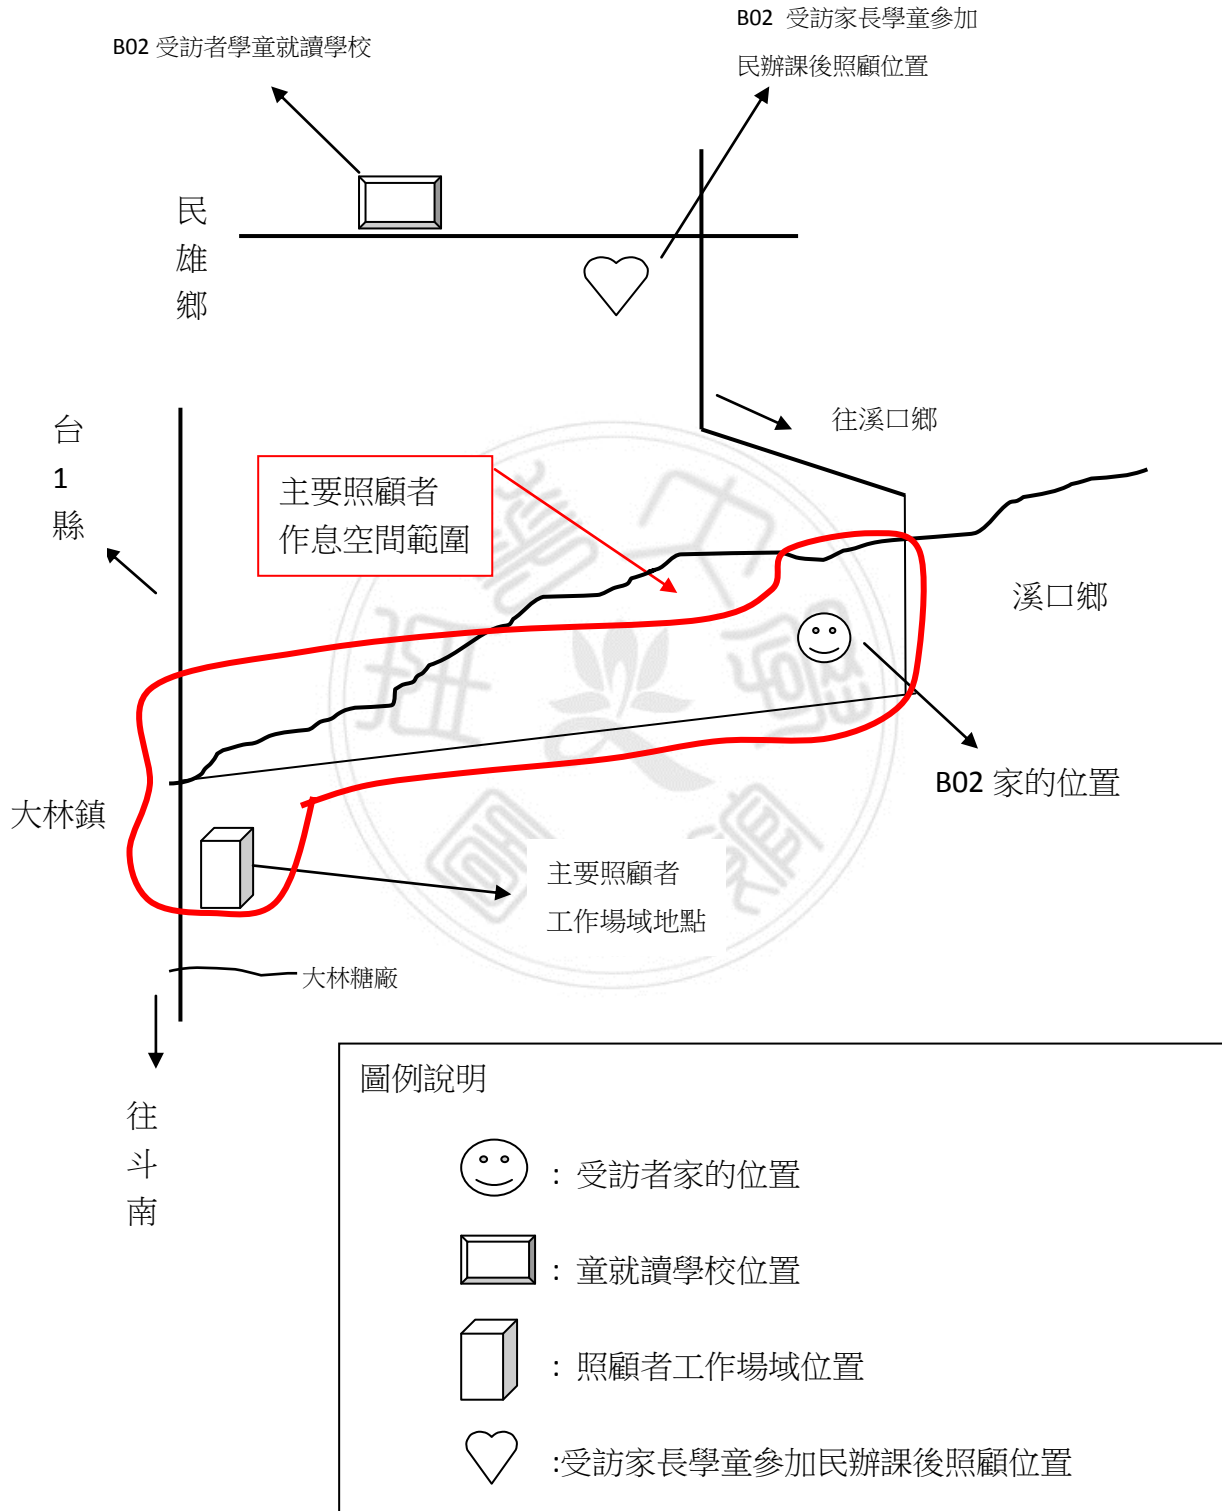 B02 受訪者學童就讀學校
B02 受訪家長學童參加
民辦課後照顧位置
民雄鄉
台1縣
往溪口鄉
主要照顧者
作息空間範圍
溪口鄉
B02 家的位置
大林鎮
主要照顧者
工作場域地點
大林糖廠
往斗南
圖例說明
：受訪者家的位置
：童就讀學校位置
：照顧者工作場域位置
:受訪家長學童參加民辦課後照顧位置